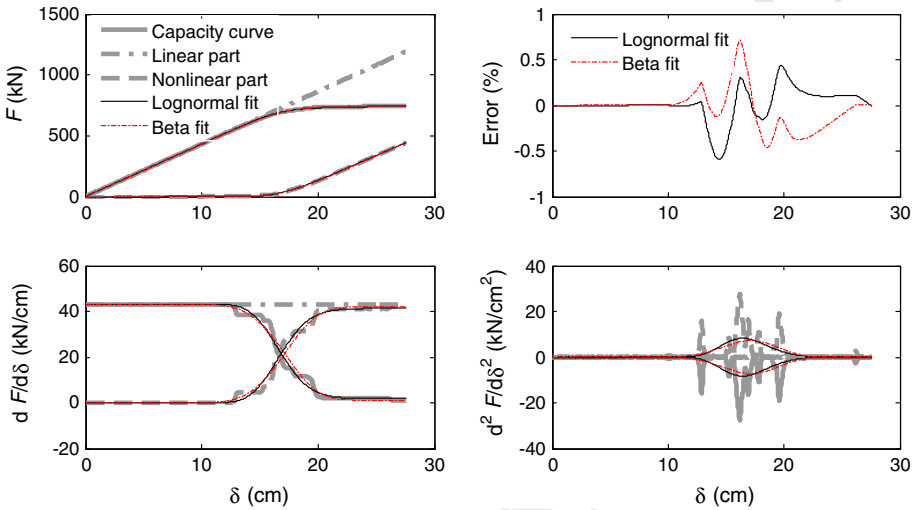 1500
1000
500
0
F (kN)
Capacity curve
Linear part
Nonlinear part
Lognormal fit
Beta fit
0 10 20 30
1
0.5
0
-0.5
-1
Error (%)
Lognormal fit
Beta fit
0 10 20 30
60
40
20
0
-20
d F/dδ (kN/cm)
0 10 20 30
δ (cm)
40
20
0
-20
-40
d² F/dδ⁻² (kN/cm²)
0 10 20 30
δ (cm)